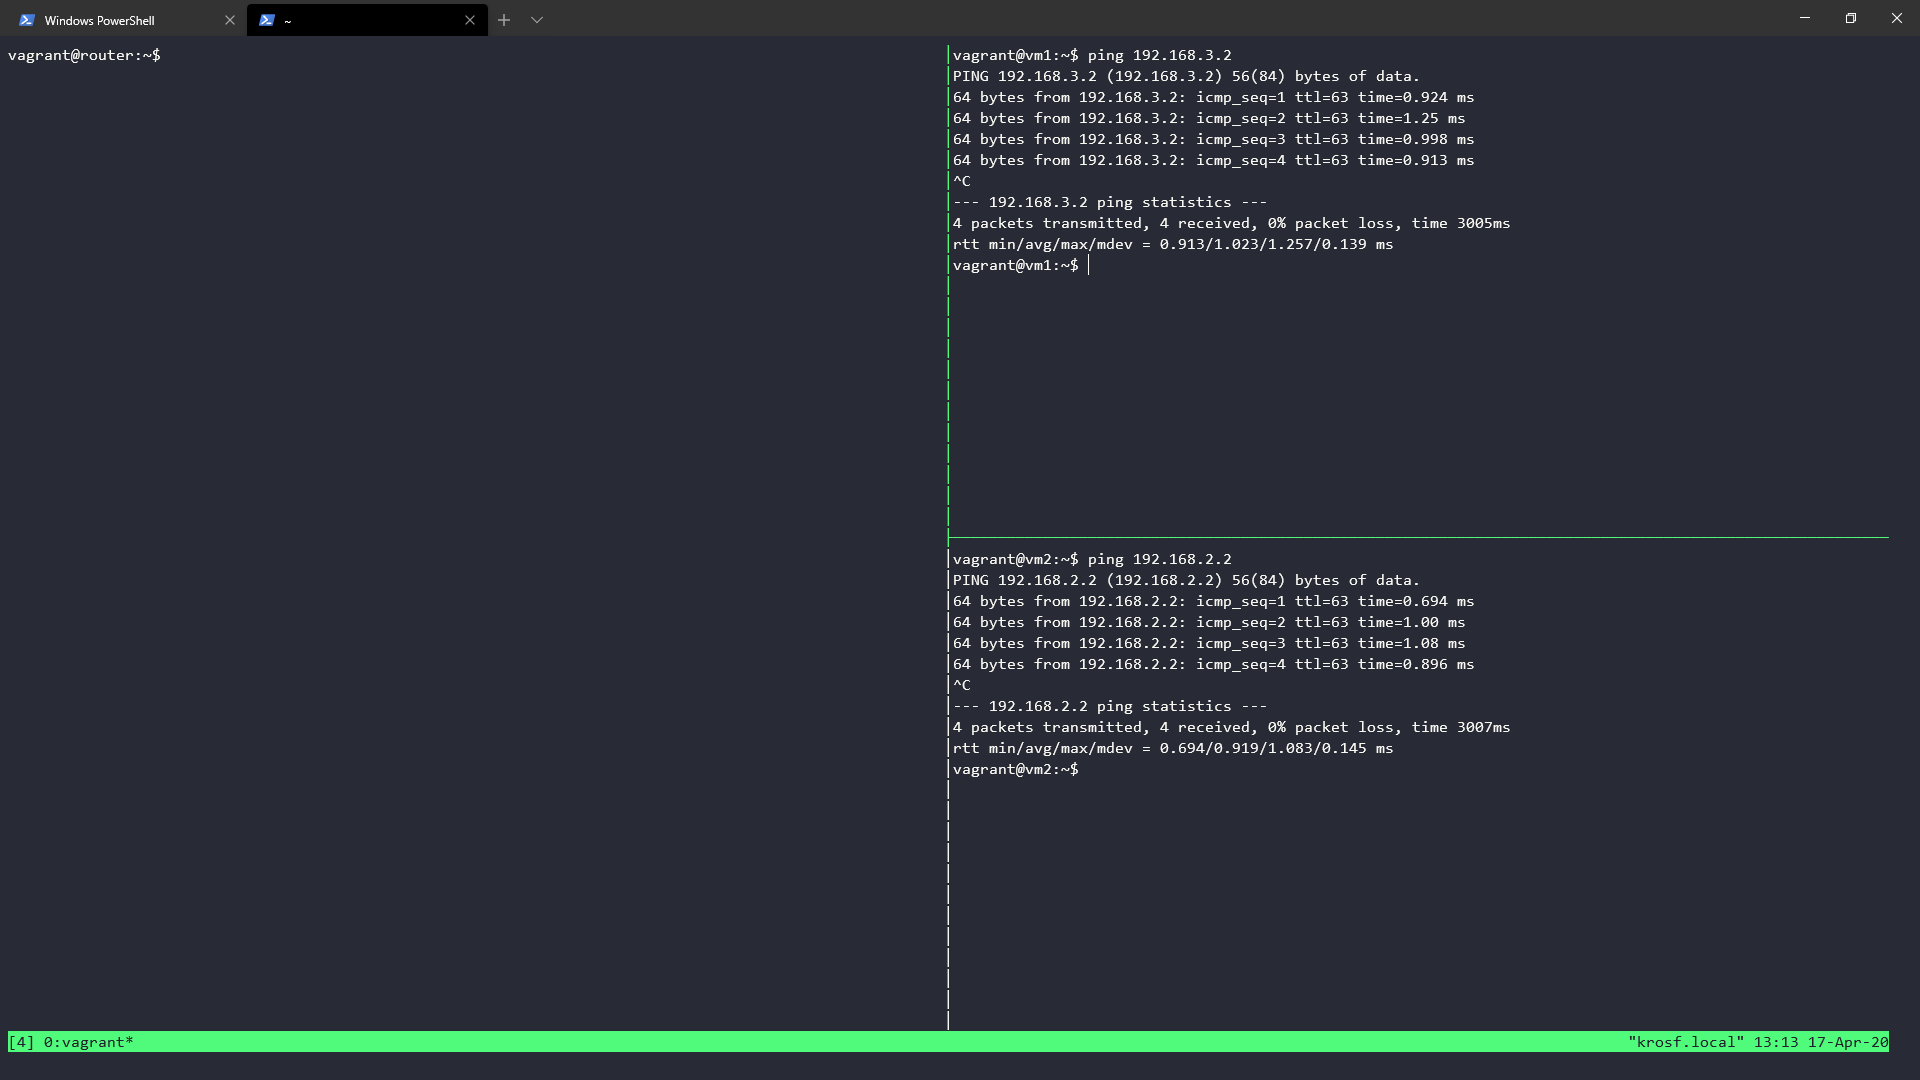 Windows PowerShell
~
vagrant@router:~$
vagrant@vm1:~$ ping 192.168.3.2
PING 192.168.3.2 (192.168.3.2) 56(84) bytes of data.
64 bytes from 192.168.3.2: icmp_seq=1 ttl=63 time=0.924 ms
64 bytes from 192.168.3.2: icmp_seq=2 ttl=63 time=1.25 ms
64 bytes from 192.168.3.2: icmp_seq=3 ttl=63 time=0.998 ms
64 bytes from 192.168.3.2: icmp_seq=4 ttl=63 time=0.913 ms
^C
--- 192.168.3.2 ping statistics ---
4 packets transmitted, 4 received, 0% packet loss, time 3005ms
rtt min/avg/max/mdev = 0.913/1.023/1.257/0.139 ms
vagrant@vm1:~$
vagrant@vm2:~$ ping 192.168.2.2
PING 192.168.2.2 (192.168.2.2) 56(84) bytes of data.
64 bytes from 192.168.2.2: icmp_seq=1 ttl=63 time=0.694 ms
64 bytes from 192.168.2.2: icmp_seq=2 ttl=63 time=1.00 ms
64 bytes from 192.168.2.2: icmp_seq=3 ttl=63 time=1.08 ms
64 bytes from 192.168.2.2: icmp_seq=4 ttl=63 time=0.896 ms
^C
--- 192.168.2.2 ping statistics ---
4 packets transmitted, 4 received, 0% packet loss, time 3007ms
rtt min/avg/max/mdev = 0.694/0.919/1.083/0.145 ms
vagrant@vm2:~$
[4] 0:vagrant*
"krosf.local" 13:13 17-Apr-20